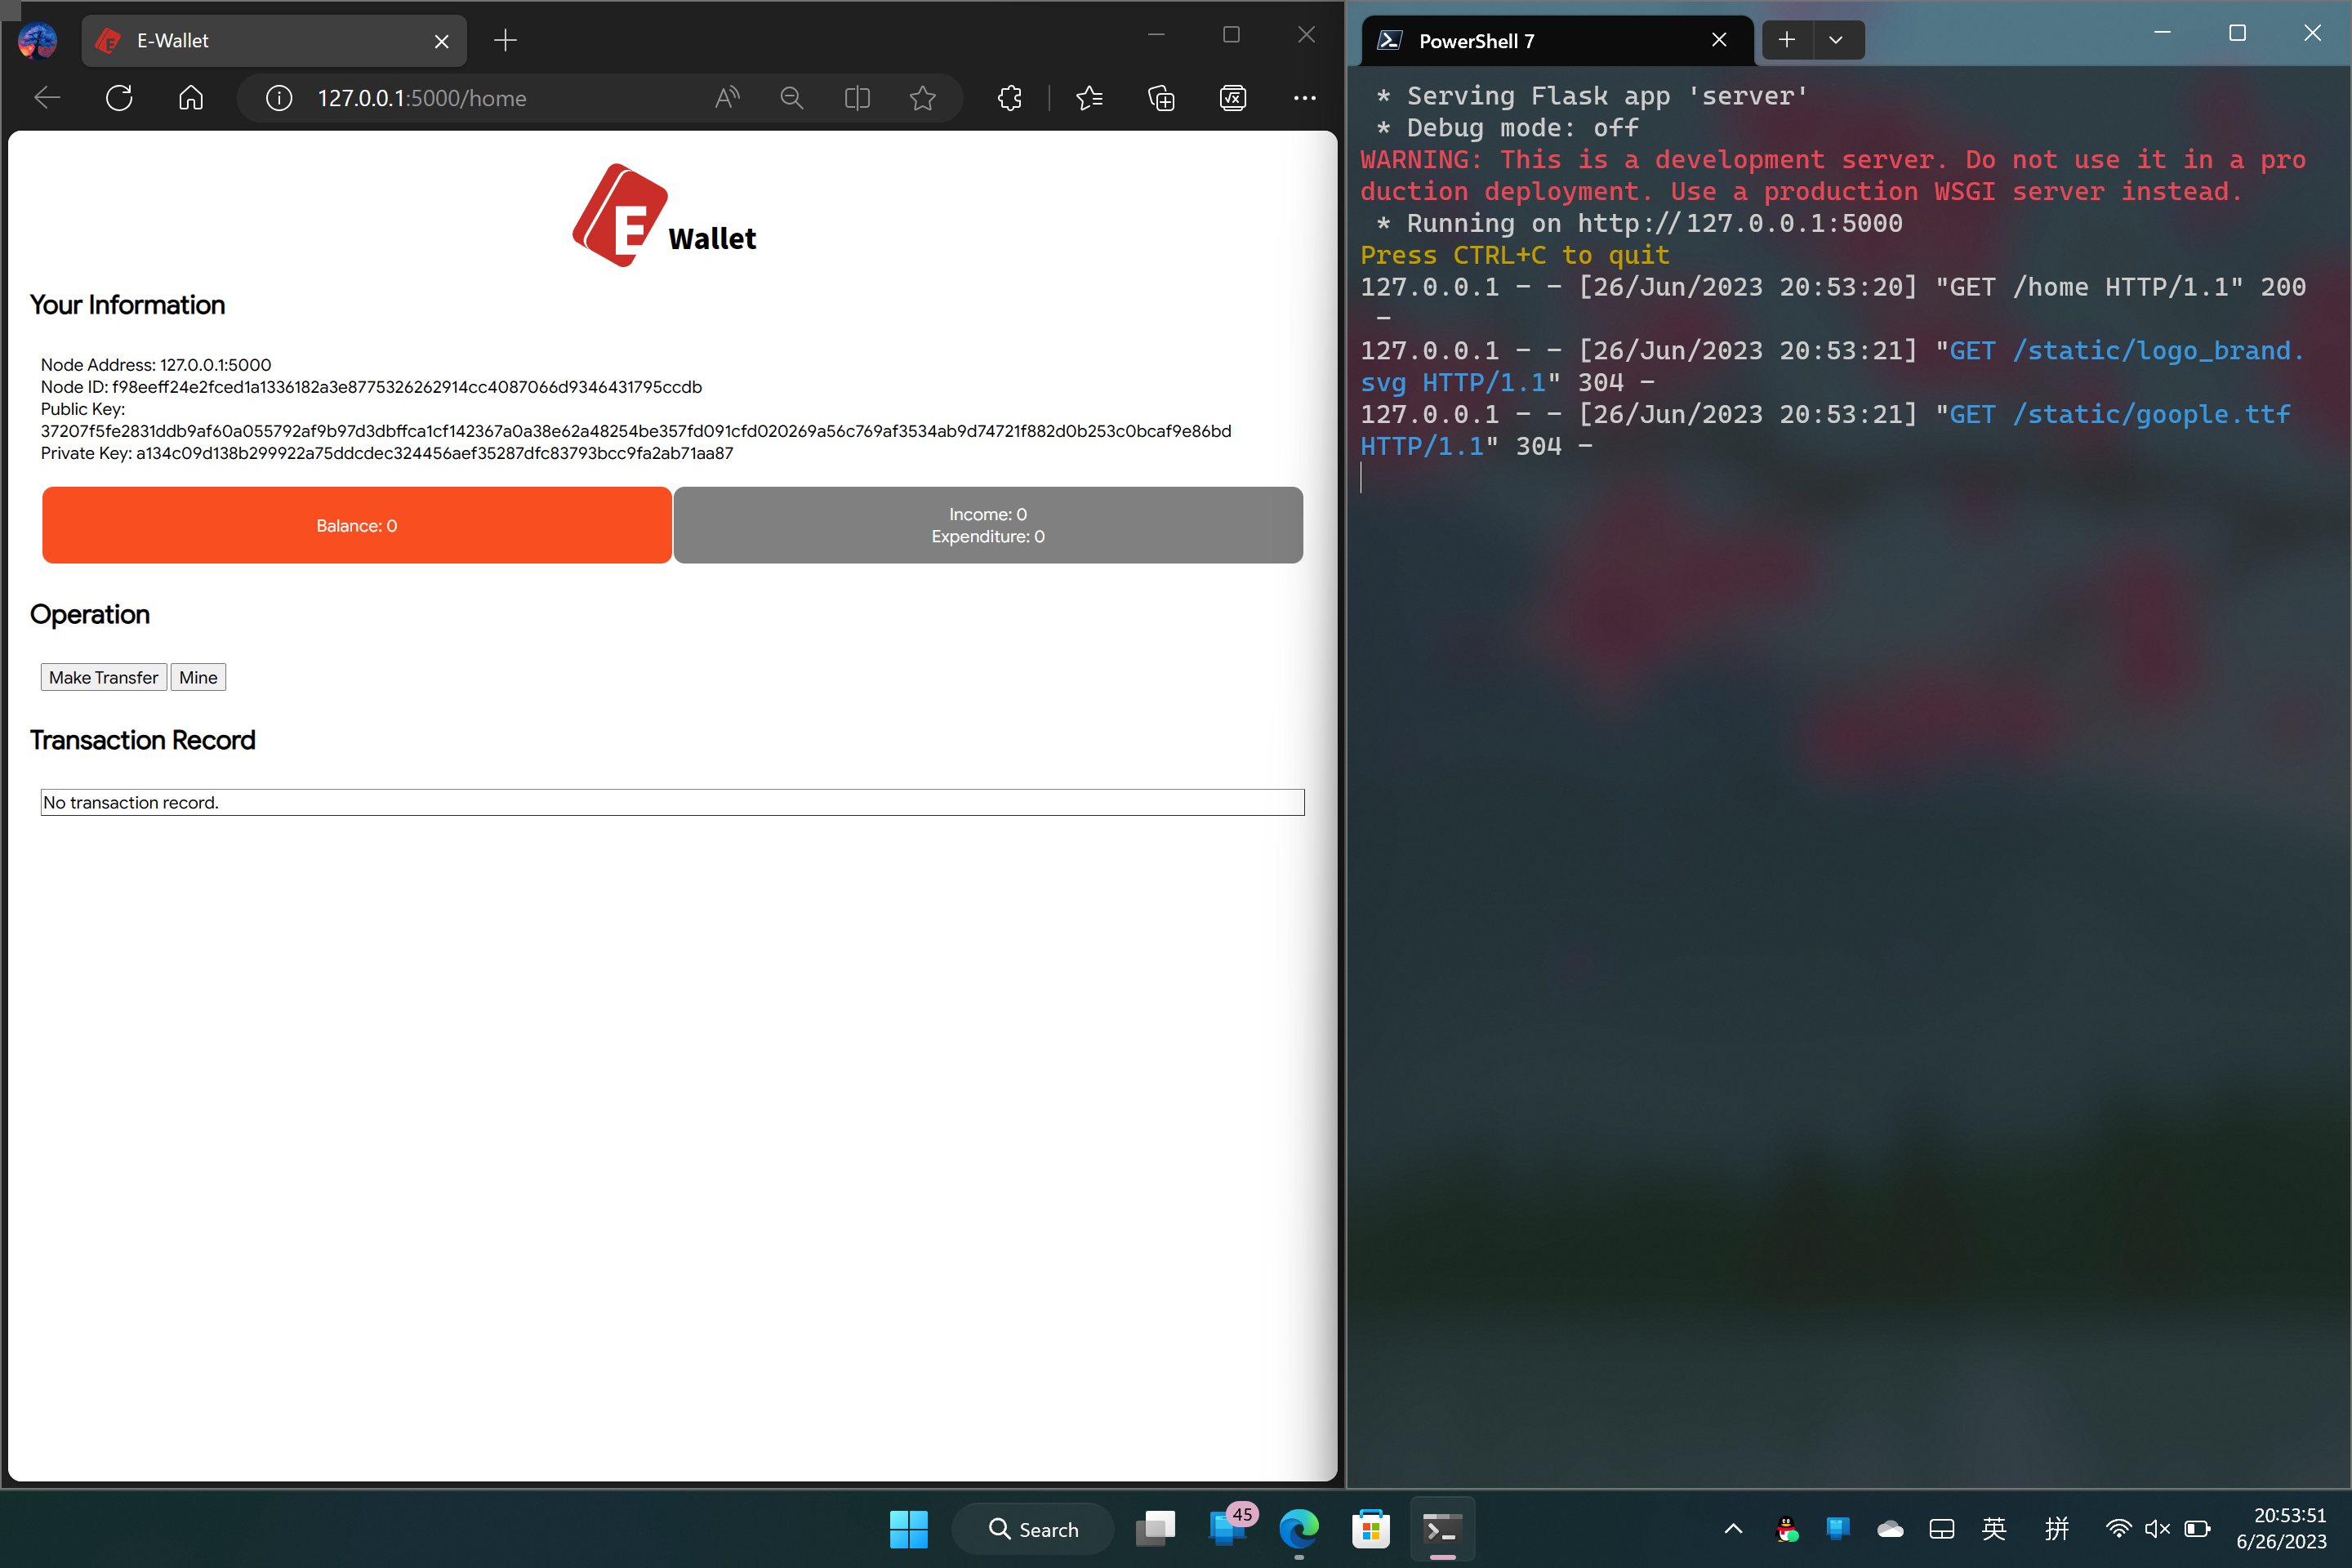 E-Wallet
127.0.0.1:5000/home
E Wallet
Your Information
Node Address: 127.0.0.1:5000
Node ID: f98eeff24e2fced1a1336182a3e8775326262914cc4087066d9346431795ccdb
Public Key:
37207f5fe2831ddb9af60a055792af9b97d3dbffca1cf142367a0a38e62a48254be357fd091cfd020269a56c769af3534ab9d74721f882d0b253c0bcaf9e86bd
Private Key: a134c09d138b299922a75ddcdec324456aef35287dfc83793bcc9fa2ab71aa87
Balance: 0
Income: 0
Expenditure: 0
Operation
Make Transfer Mine
Transaction Record
No transaction record.
PowerShell 7
* Serving Flask app 'server'
* Debug mode: off
WARNING: This is a development server. Do not use it in a pro
duction deployment. Use a production WSGI server instead.
* Running on http://127.0.0.1:5000
Press CTRL+C to quit
127.0.0.1 - - [26/Jun/2023 20:53:20] "GET /home HTTP/1.1" 200
-
127.0.0.1 - - [26/Jun/2023 20:53:21] "GET /static/logo_brand.
svg HTTP/1.1" 304 -
127.0.0.1 - - [26/Jun/2023 20:53:21] "GET /static/goople.ttf
HTTP/1.1" 304 -
Search
45
英
拼
20:53:51
6/26/2023